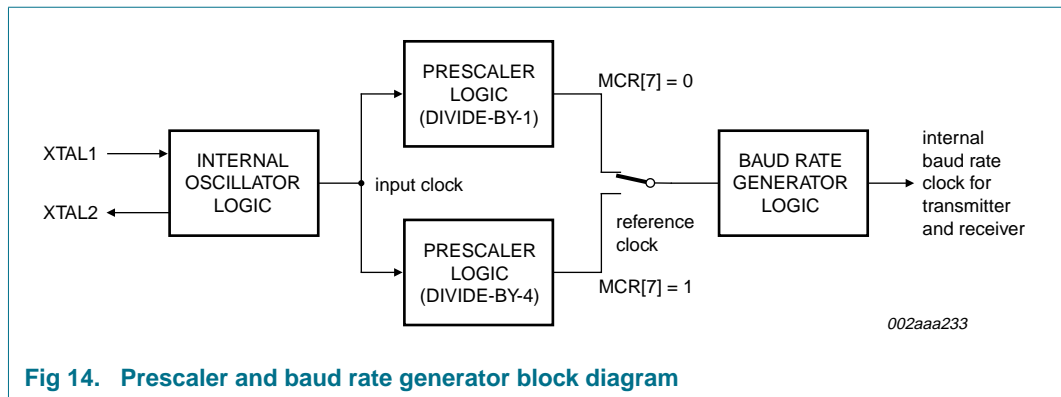 PRESCALER
LOGIC
(DIVIDE-BY-1)
MCR[7] = 0
XTAL1
XTAL2
INTERNAL
OSCILLATOR
LOGIC
input clock
BAUD RATE
GENERATOR
LOGIC
internal
baud rate
clock for
transmitter
and receiver
reference
clock
PRESCALER
LOGIC
(DIVIDE-BY-4)
MCR[7] = 1
002aaa233
Fig 14. Prescaler and baud rate generator block diagram